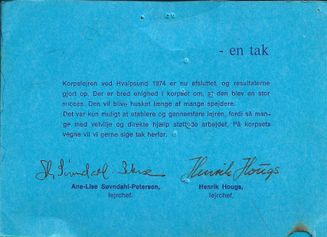 - en tak
Korpslejren ved Hvalpsund 1974 er nu afsluttet og resultaterne
gjort op. Der er bred enighed i korpset om, at den blev en stor
succes. Den vil blive husket længe af mange spejdere.
Det var kun muligt at etablere og gennemføre lejren, fordi så man-
ge med velvilje og direkte hjælp støttede arbejdet. På korpsets
vegne vil vi gerne sige tak herfor.
Henrik Hougs
Ane-Lise Søvndahl-Petersen, Henrik Hougs,
lejrchef. lejrchef.